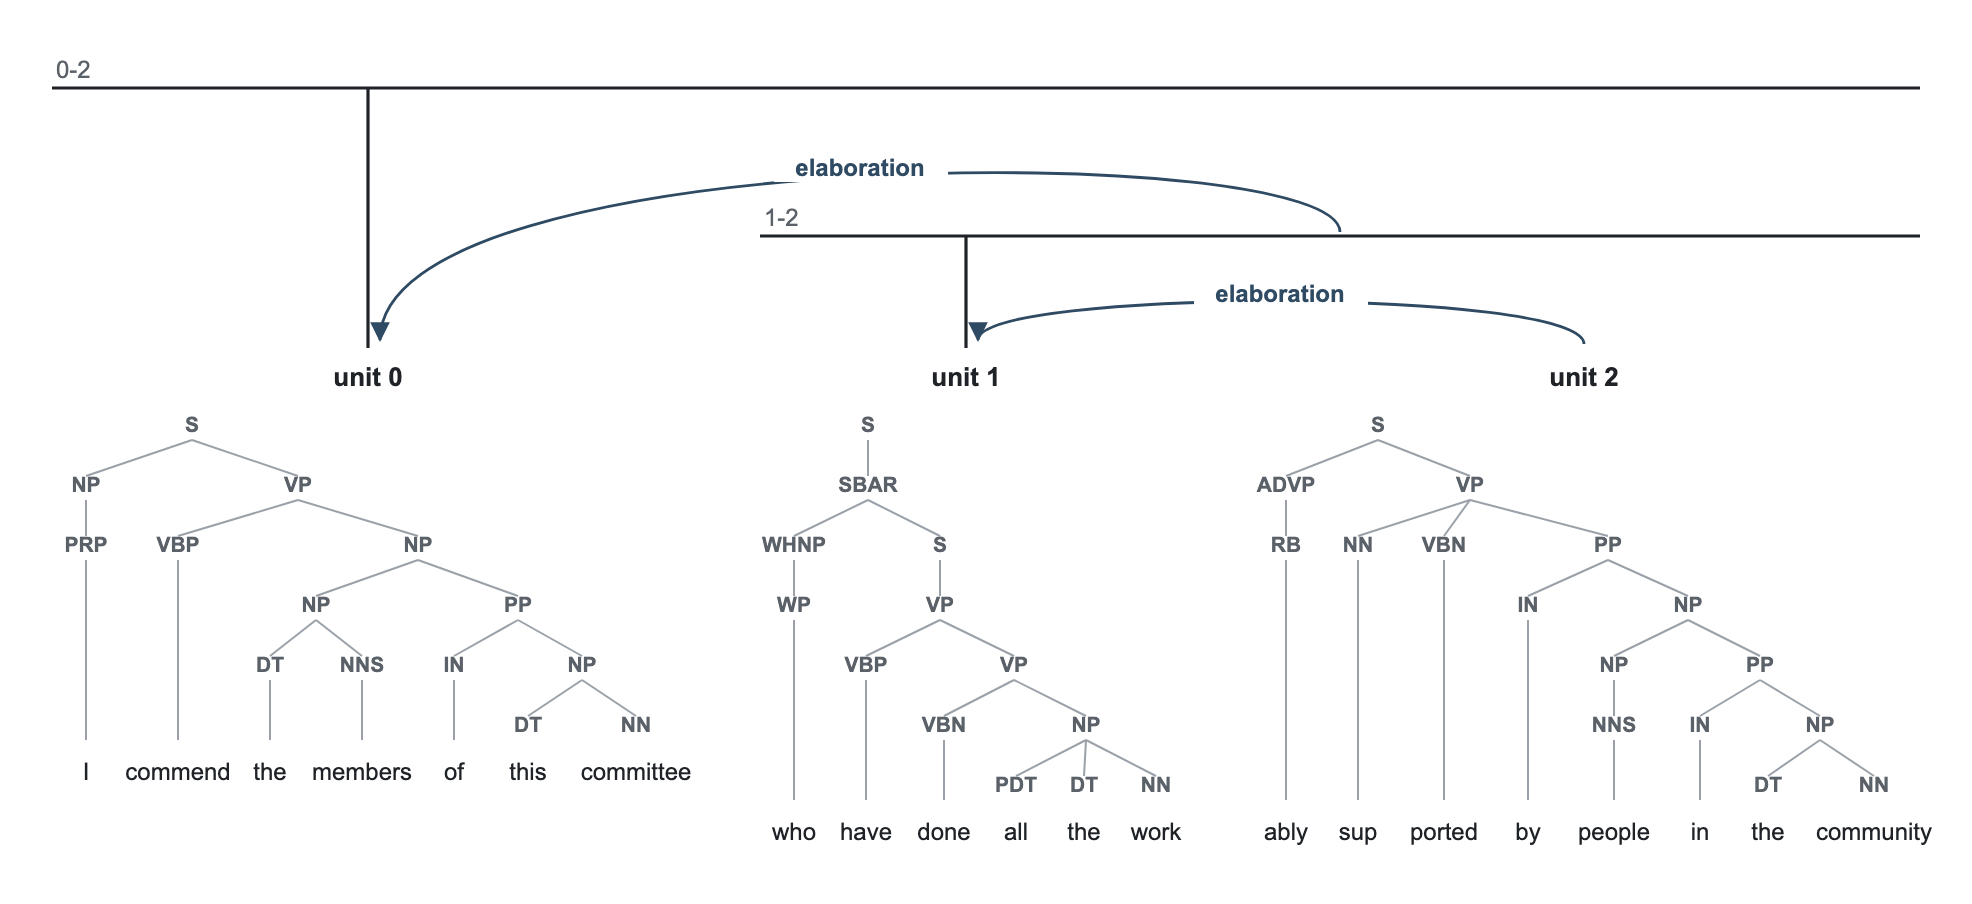 0-2
elaboration
1-2
elaboration
unit 0 unit 1 unit 2
S S S
NP VP SBAR ADVP VP
PRP VBP NP WHNP S RB NN VBN PP
NP PP WP VP IN NP
DT NNS IN NP VBP VP NP PP
DT NN VBN NP NNS IN NP
I commend the members of this committee
PDT DT NN DT NN
who have done all the work ably sup ported by people in the community